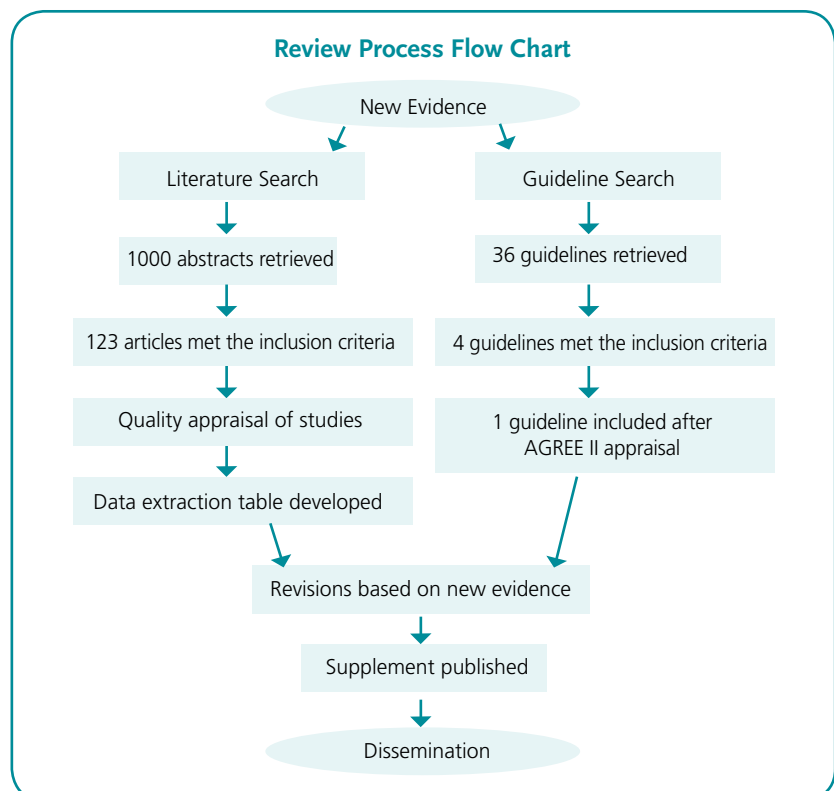 Review Process Flow Chart
New Evidence
Literature Search
Guideline Search
1000 abstracts retrieved
36 guidelines retrieved
123 articles met the inclusion criteria
4 guidelines met the inclusion criteria
Quality appraisal of studies
1 guideline included after
AGREE II appraisal
Data extraction table developed
Revisions based on new evidence
Supplement published
Dissemination